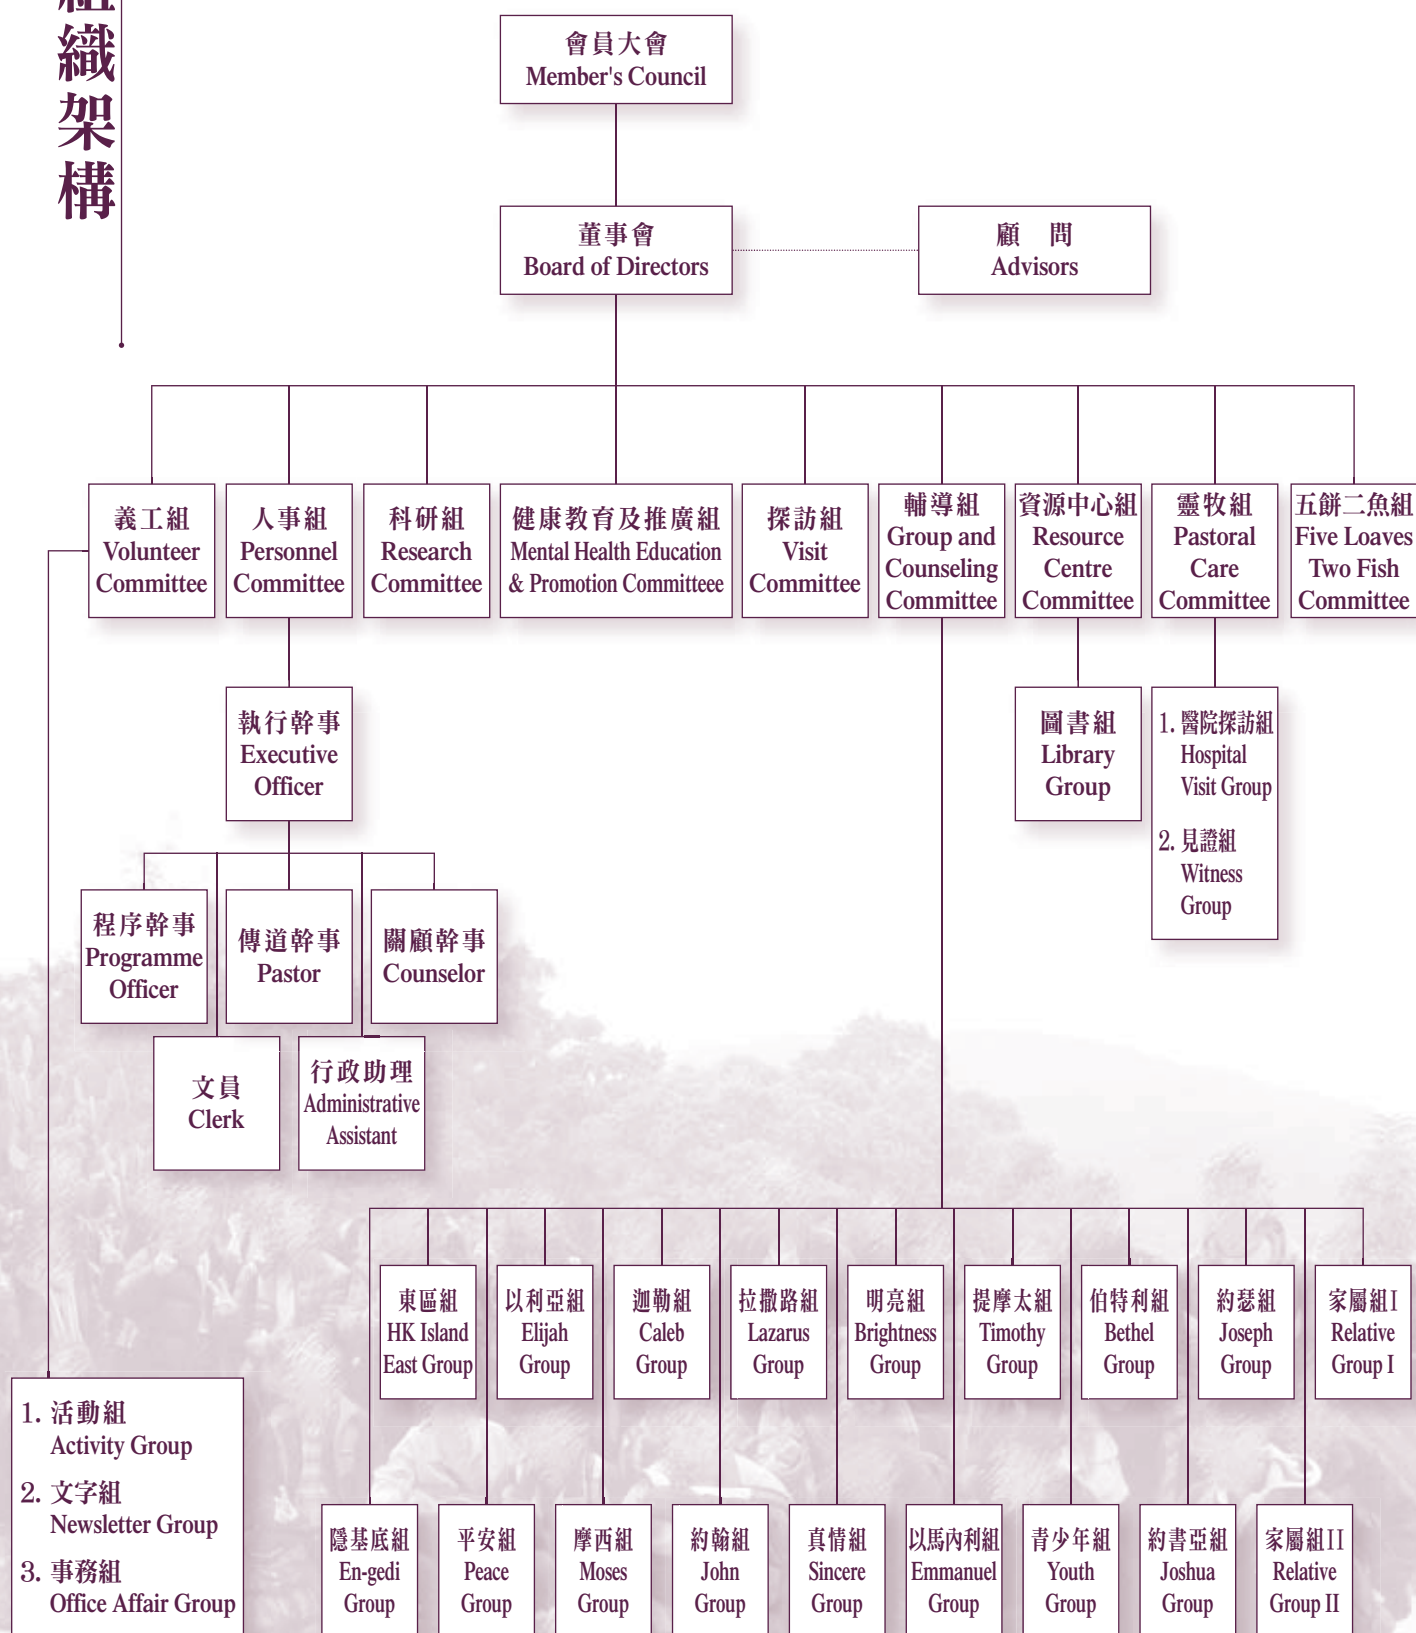 組織架構
會員大會
Member's Council
董事會
Board of Directors
顧 問
Advisors
義工組
Volunteer
Committee
人事組
Personnel
Committee
科研組
Research
Committee
健康教育及推廣組
Mental Health Education
& Promotion Committeee
探訪組
Visit
Committee
輔導組
Group and
Counseling
Committee
資源中心組
Resource
Centre
Committee
靈牧組
Pastoral
Care
Committee
五餅二魚組
Five Loaves
Two Fish
Committee
執行幹事
Executive
Officer
圖書組
Library
Group
1. 醫院探訪組
Hospital
Visit Group
2. 見證組
Witness
Group
程序幹事
Programme
Officer
傳道幹事
Pastor
關顧幹事
Counselor
文員
Clerk
行政助理
Administrative
Assistant
東區組
HK Island
East Group
以利亞組
Elijah
Group
迦勒組
Caleb
Group
拉撒路組
Lazarus
Group
明亮組
Brightness
Group
提摩太組
Timothy
Group
伯特利組
Bethel
Group
約瑟組
Joseph
Group
家屬組I
Relative
Group I
1. 活動組
Activity Group
2. 文字組
Newsletter Group
3. 事務組
Office Affair Group
隱基底組
En-gedi
Group
平安組
Peace
Group
摩西組
Moses
Group
約翰組
John
Group
真情組
Sincere
Group
以馬內利組
Emmanuel
Group
青少年組
Youth
Group
約書亞組
Joshua
Group
家屬組II
Relative
Group II